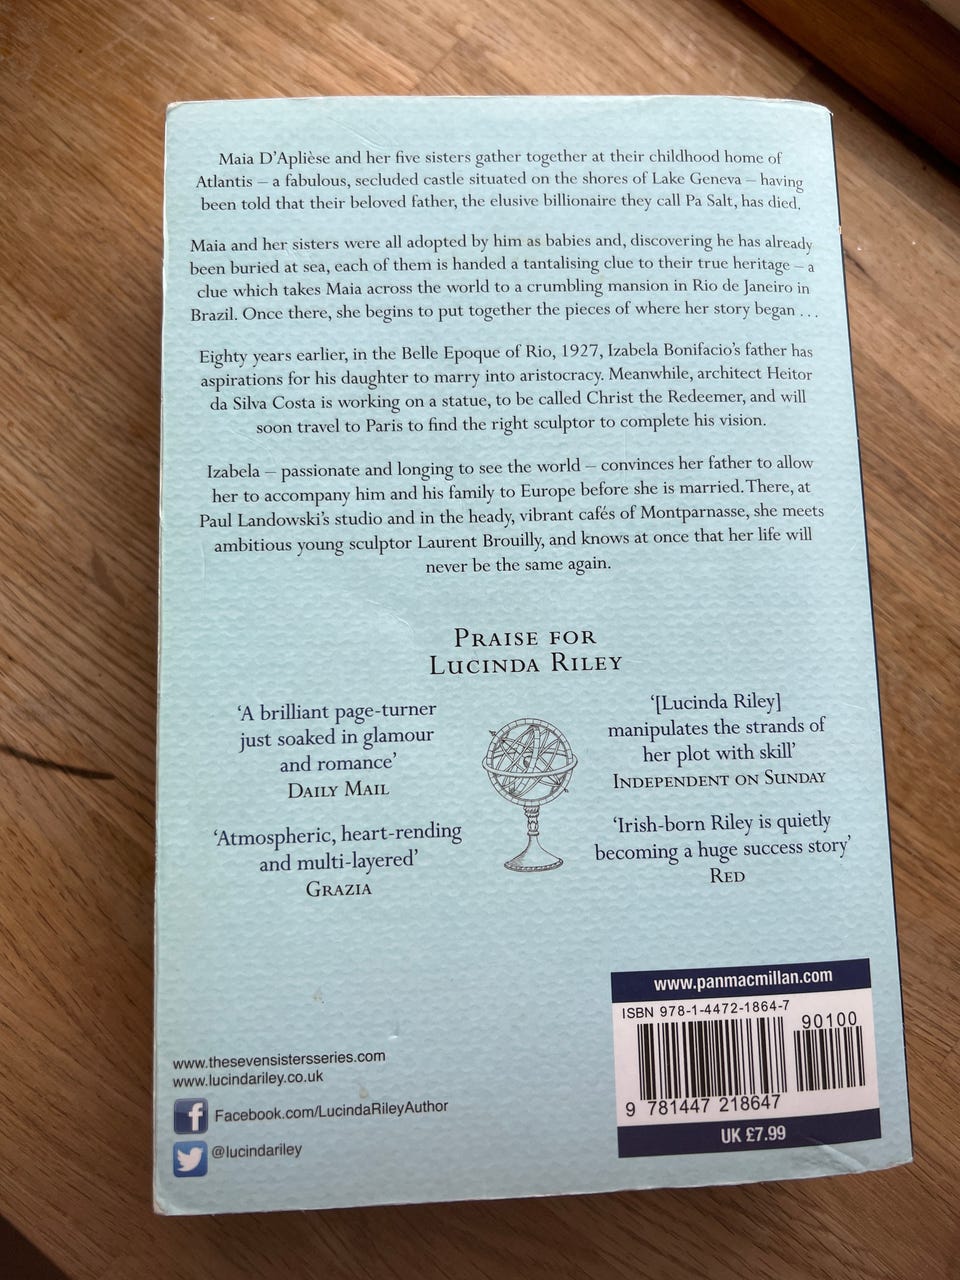 Maia D'Aplièse and her five sisters gather together at their childhood home of
Atlantis – a fabulous, secluded castle situated on the shores of Lake Geneva – having
been told that their beloved father, the elusive billionaire they call Pa Salt, has died.
Maia and her sisters were all adopted by him as babies and, discovering he has already
been buried at sea, each of them is handed a tantalising clue to their true heritage – a
clue which takes Maia across the world to a crumbling mansion in Rio de Janeiro in
Brazil. Once there, she begins to put together the pieces of where her story began . . .
Eighty years earlier, in the Belle Epoque of Rio, 1927, Izabela Bonifacio's father has
aspirations for his daughter to marry into aristocracy. Meanwhile, architect Heitor
da Silva Costa is working on a statue, to be called Christ the Redeemer, and will
soon travel to Paris to find the right sculptor to complete his vision.
Izabela – passionate and longing to see the world – convinces her father to allow
her to accompany him and his family to Europe before she is married. There, at
Paul Landowski's studio and in the heady, vibrant cafés of Montparnasse, she meets
ambitious young sculptor Laurent Brouilly, and knows at once that her life will
never be the same again.
PRAISE FOR
LUCINDA RILEY
'A brilliant page-turner
just soaked in glamour
and romance'
DAILY MAIL
'Atmospheric, heart-rending
and multi-layered'
GRAZIA
'[Lucinda Riley]
manipulates the strands of
her plot with skill'
INDEPENDENT ON SUNDAY
'Irish-born Riley is quietly
becoming a huge success story'
RED
www.thesevensistersseries.com
www.lucindariley.co.uk
f Facebook.com/LucindaRileyAuthor
@lucindariley
www.panmacmillan.com
ISBN 978-1-4472-1864-7
90100
9 781447 218647
UK £7.99